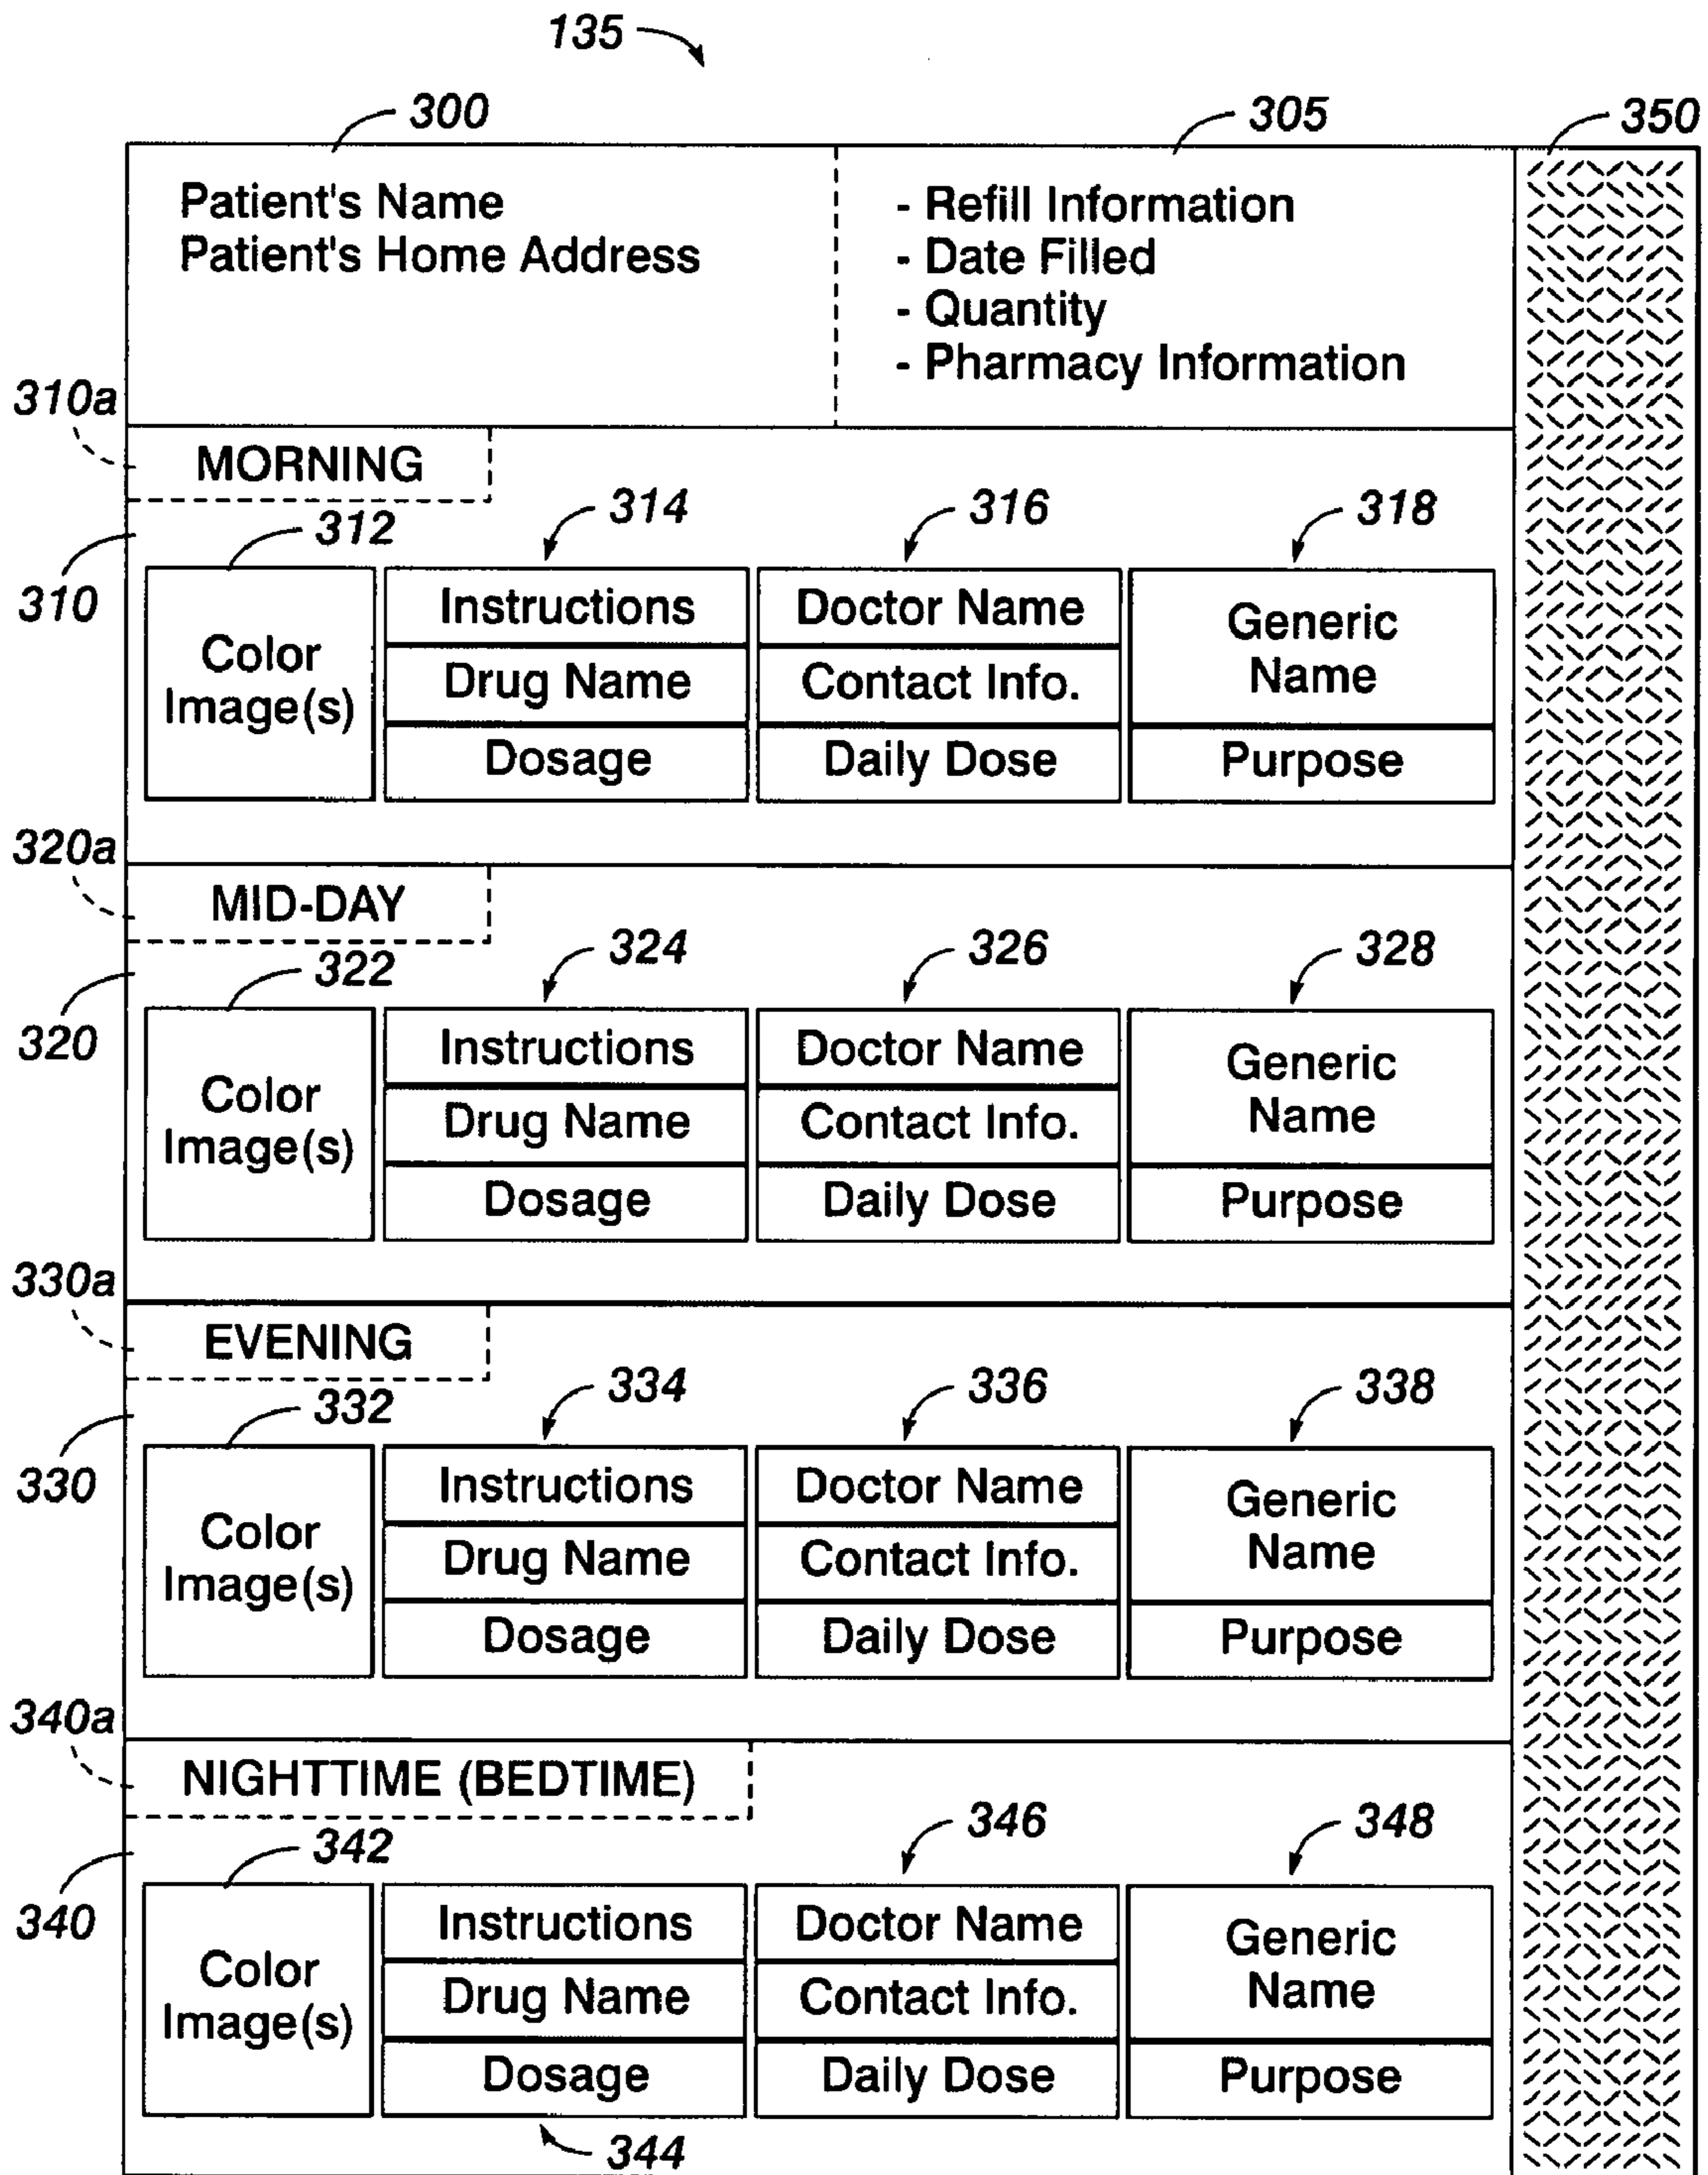 135
300
305
350
Patient's Name
Patient's Home Address
- Refill Information
- Date Filled
- Quantity
- Pharmacy Information
310a
MORNING
310
312
314
316
318
Color
Image(s)
Instructions
Drug Name
Dosage
Doctor Name
Contact Info.
Daily Dose
Generic
Name
Purpose
320a
MID-DAY
320
322
324
326
328
Color
Image(s)
Instructions
Drug Name
Dosage
Doctor Name
Contact Info.
Daily Dose
Generic
Name
Purpose
330a
EVENING
330
332
334
336
338
Color
Image(s)
Instructions
Drug Name
Dosage
Doctor Name
Contact Info.
Daily Dose
Generic
Name
Purpose
340a
NIGHTTIME (BEDTIME)
340
342
346
348
Color
Image(s)
Instructions
Drug Name
Dosage
Doctor Name
Contact Info.
Daily Dose
Generic
Name
Purpose
344